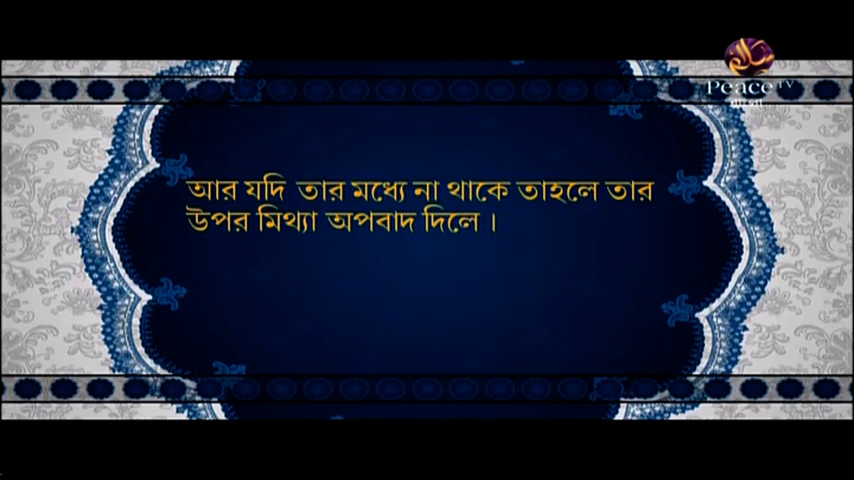 Peace TV
বাংলা
আর যদি তার মধ্যে না থাকে তাহলে তার
উপর মিথ্যা অপবাদ দিলে।